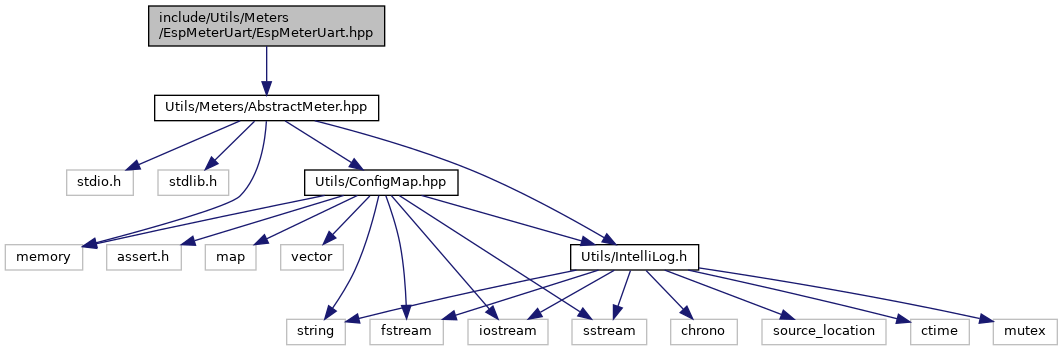 include/Utils/Meters
/EspMeterUart/EspMeterUart.hpp
Utils/Meters/AbstractMeter.hpp
stdio.h
stdlib.h
Utils/ConfigMap.hpp
memory
assert.h
map
vector
Utils/IntelliLog.h
string
fstream
iostream
sstream
chrono
source_location
ctime
mutex